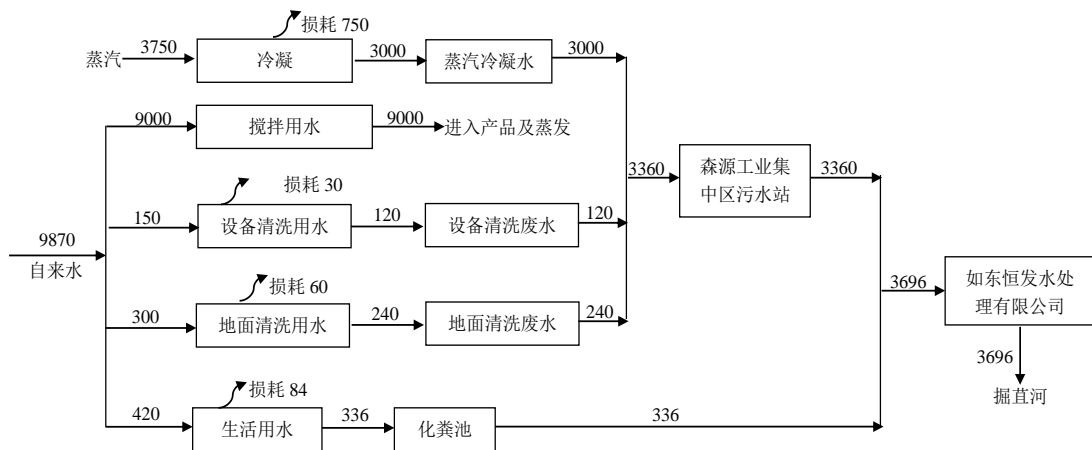 损耗 750
蒸汽
3750
冷凝
3000
蒸汽冷凝水
3000
9000
搅拌用水
9000
进入产品及蒸发
3360
森源工业集
中区污水站
3360
损耗 30
150
设备清洗用水
120
设备清洗废水
120
9870
自来水
损耗 60
300
地面清洗用水
240
地面清洗废水
240
3696
如东恒发水处
理有限公司
3696
掘苴河
损耗 84
420
生活用水
336
化粪池
336